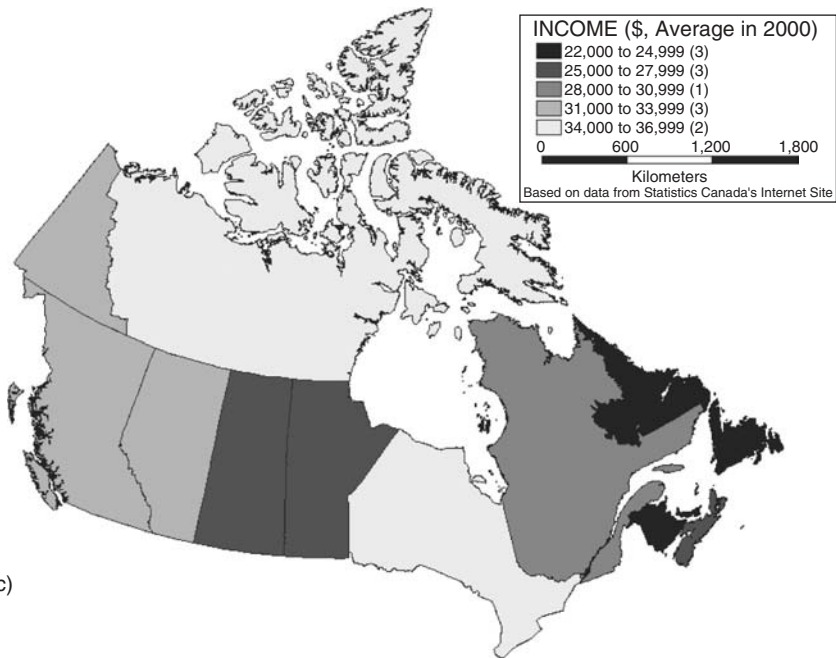 INCOME ($, Average in 2000)
22,000 to 24,999 (3)
25,000 to 27,999 (3)
28,000 to 30,999 (1)
31,000 to 33,999 (3)
34,000 to 36,999 (2)
0 600 1,200 1,800
Kilometers
Based on data from Statistics Canada's Internet Site
c)